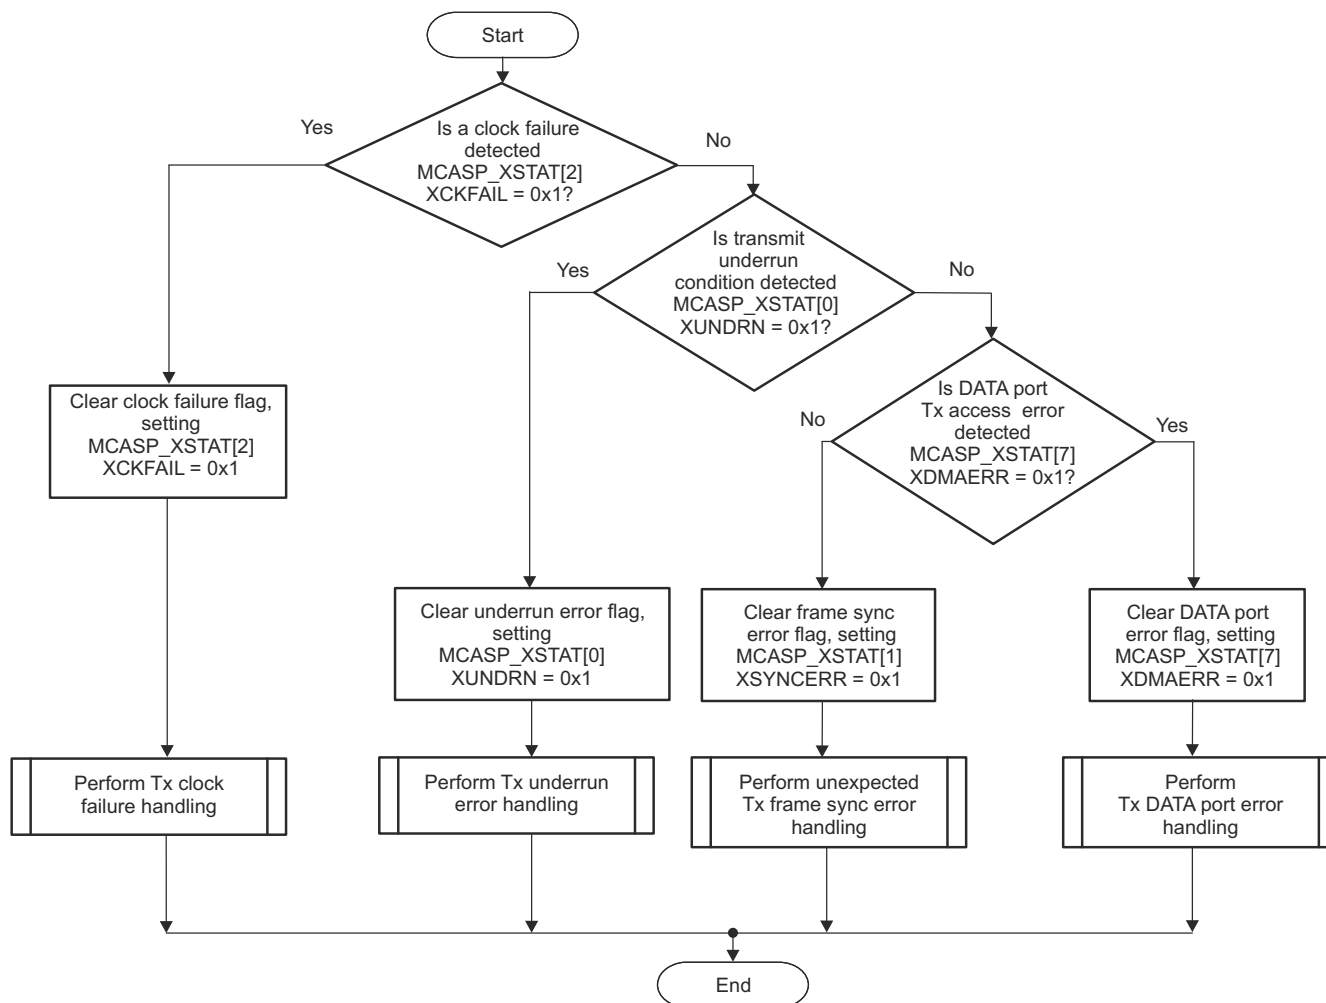 Start
Is a clock failure
detected
MCASP_XSTAT[2]
XCKFAIL = 0x1?
Yes
No
Is transmit
underrun
condition detected
MCASP_XSTAT[0]
XUNDRN = 0x1?
Yes
No
Is DATA port
Tx access error
detected
MCASP_XSTAT[7]
XDMAERR = 0x1?
No
Yes
Clear clock failure flag,
setting
MCASP_XSTAT[2]
XCKFAIL = 0x1
Clear underrun error flag,
setting
MCASP_XSTAT[0]
XUNDRN = 0x1
Clear frame sync
error flag, setting
MCASP_XSTAT[1]
XSYNCERR = 0x1
Clear DATA port
error flag, setting
MCASP_XSTAT[7]
XDMAERR = 0x1
Perform Tx clock
failure handling
Perform Tx underrun
error handling
Perform unexpected
Tx frame sync error
handling
Perform
Tx DATA port error
handling
End